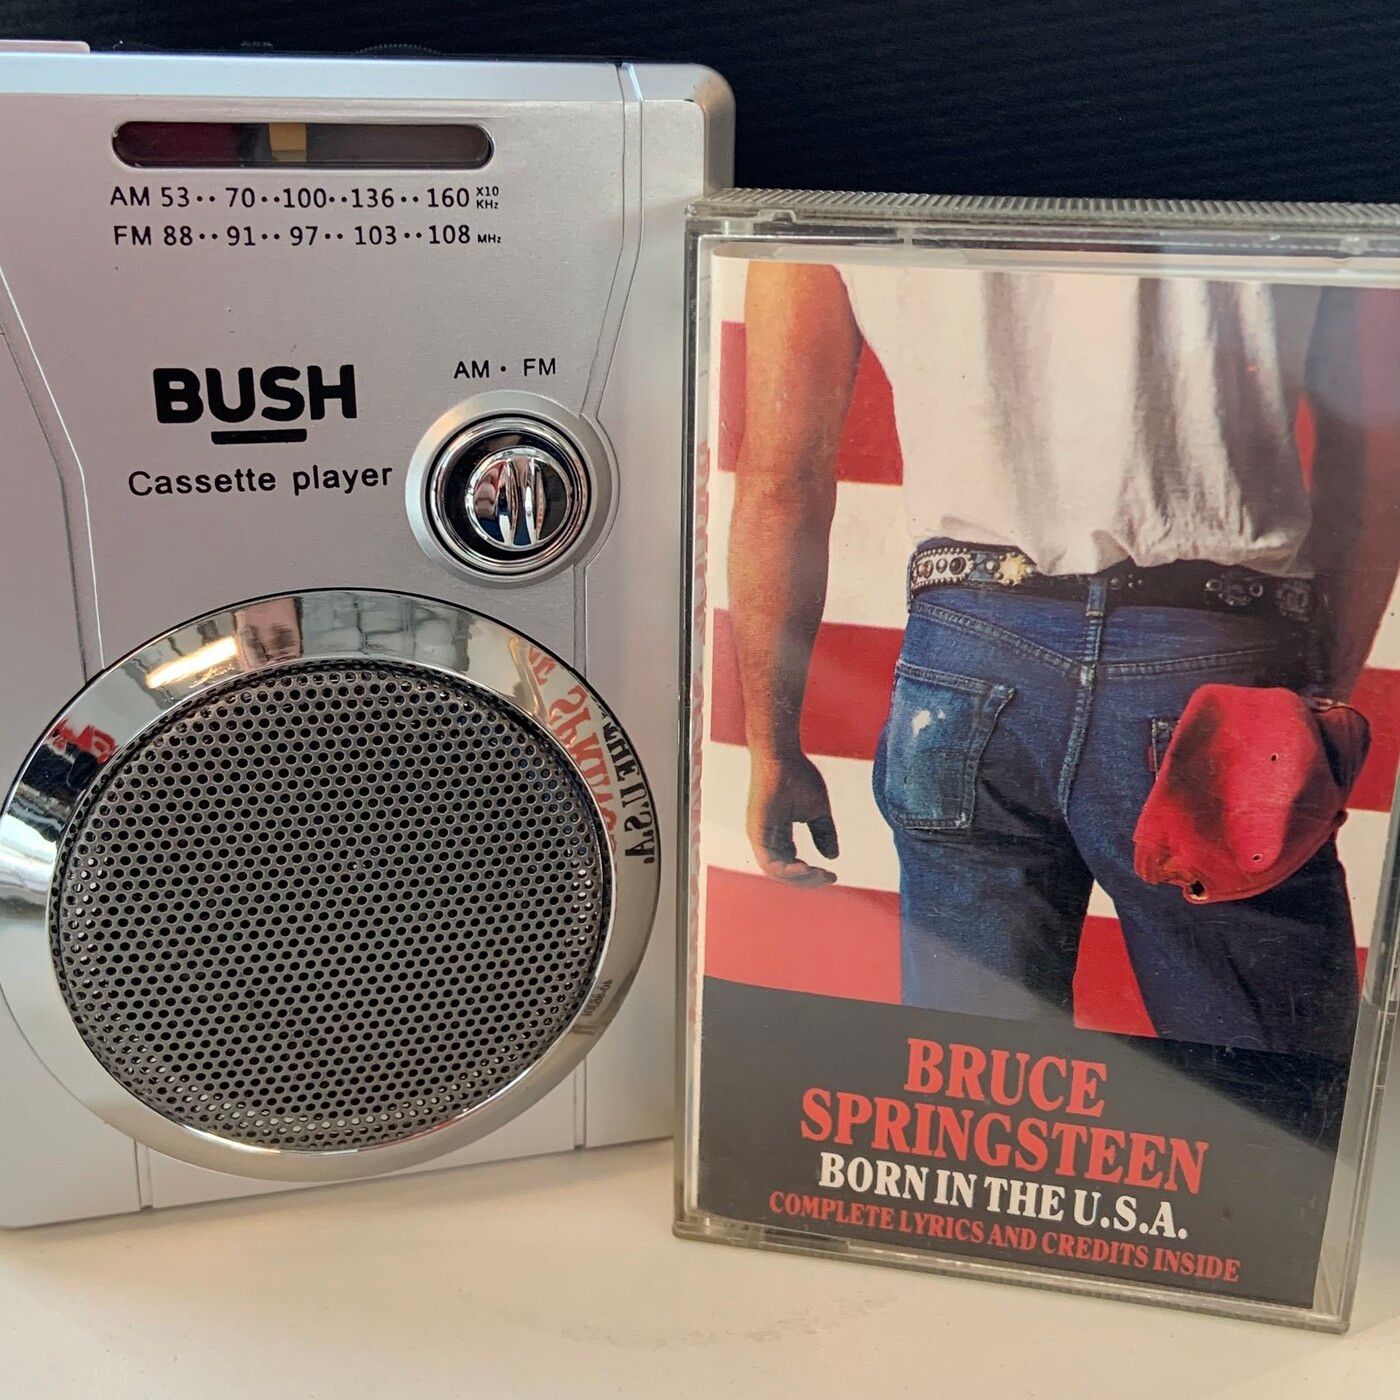 AM 53·· 70··100··136··160 X10 KHz
FM 88·· 91·· 97·· 103··108 MHz
BUSH
Cassette player
AM · FM
BRUCE
SPRINGSTEEN
BORN IN THE U.S.A.
COMPLETE LYRICS AND CREDITS INSIDE